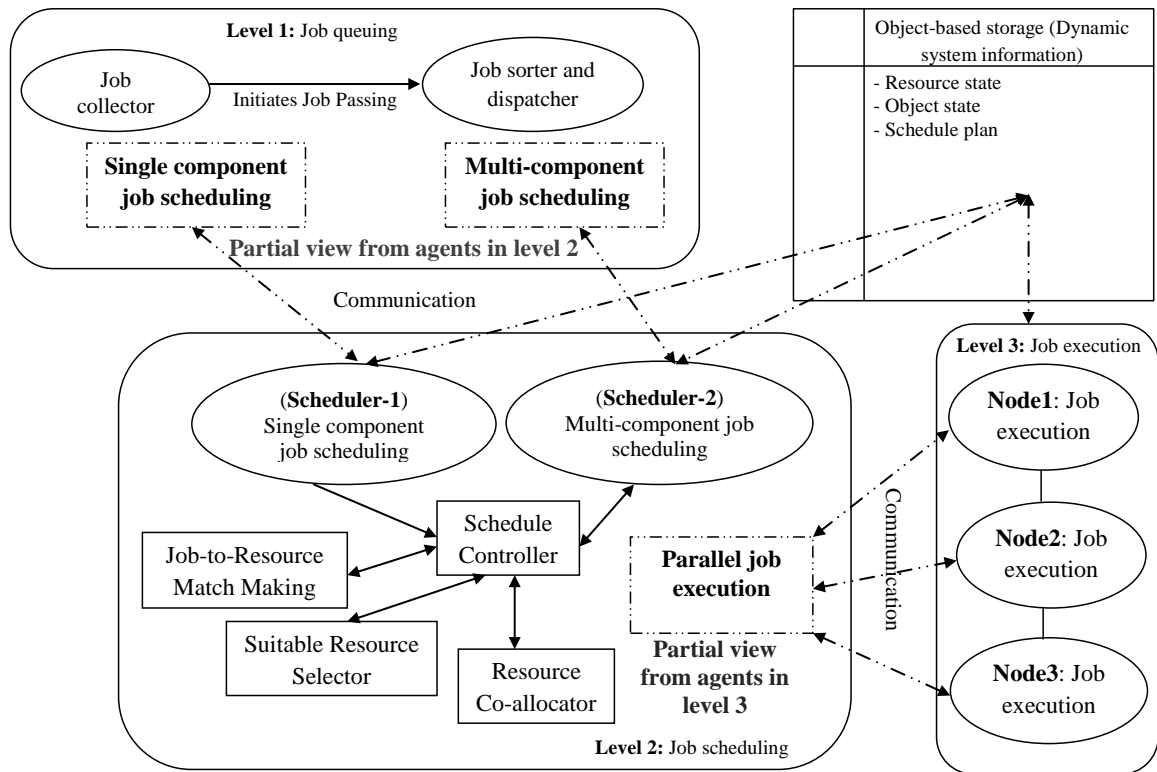 Level 1: Job queuing
Job
collector
Initiates Job Passing
Job sorter and
dispatcher
Single component
job scheduling
Multi-component
job scheduling
Partial view from agents in level 2
Communication
Object-based storage (Dynamic
system information)
- Resource state
- Object state
- Schedule plan
(Scheduler-1)
Single component
job scheduling
(Scheduler-2)
Multi-component job
scheduling
Schedule
Controller
Job-to-Resource
Match Making
Suitable Resource
Selector
Resource
Co-allocator
Parallel job
execution
Partial view
from agents in
level 3
Level 2: Job scheduling
Communication
Level 3: Job execution
Node1: Job
execution
Node2: Job
execution
Node3: Job
execution